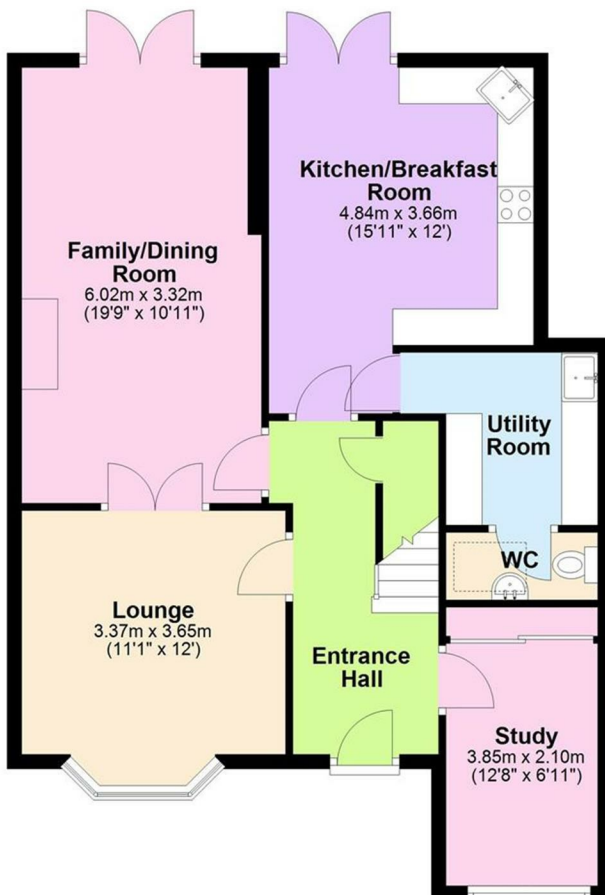 Kitchen/Breakfast
Room
4.84m x 3.66m
(15'11" x 12')
Family/Dining
Room
6.02m x 3.32m
(19'9" x 10'11")
Utility
Room
WC
Lounge
3.37m x 3.65m
(11'1" x 12')
Entrance
Hall
Study
3.85m x 2.10m
(12'8" x 6'11")